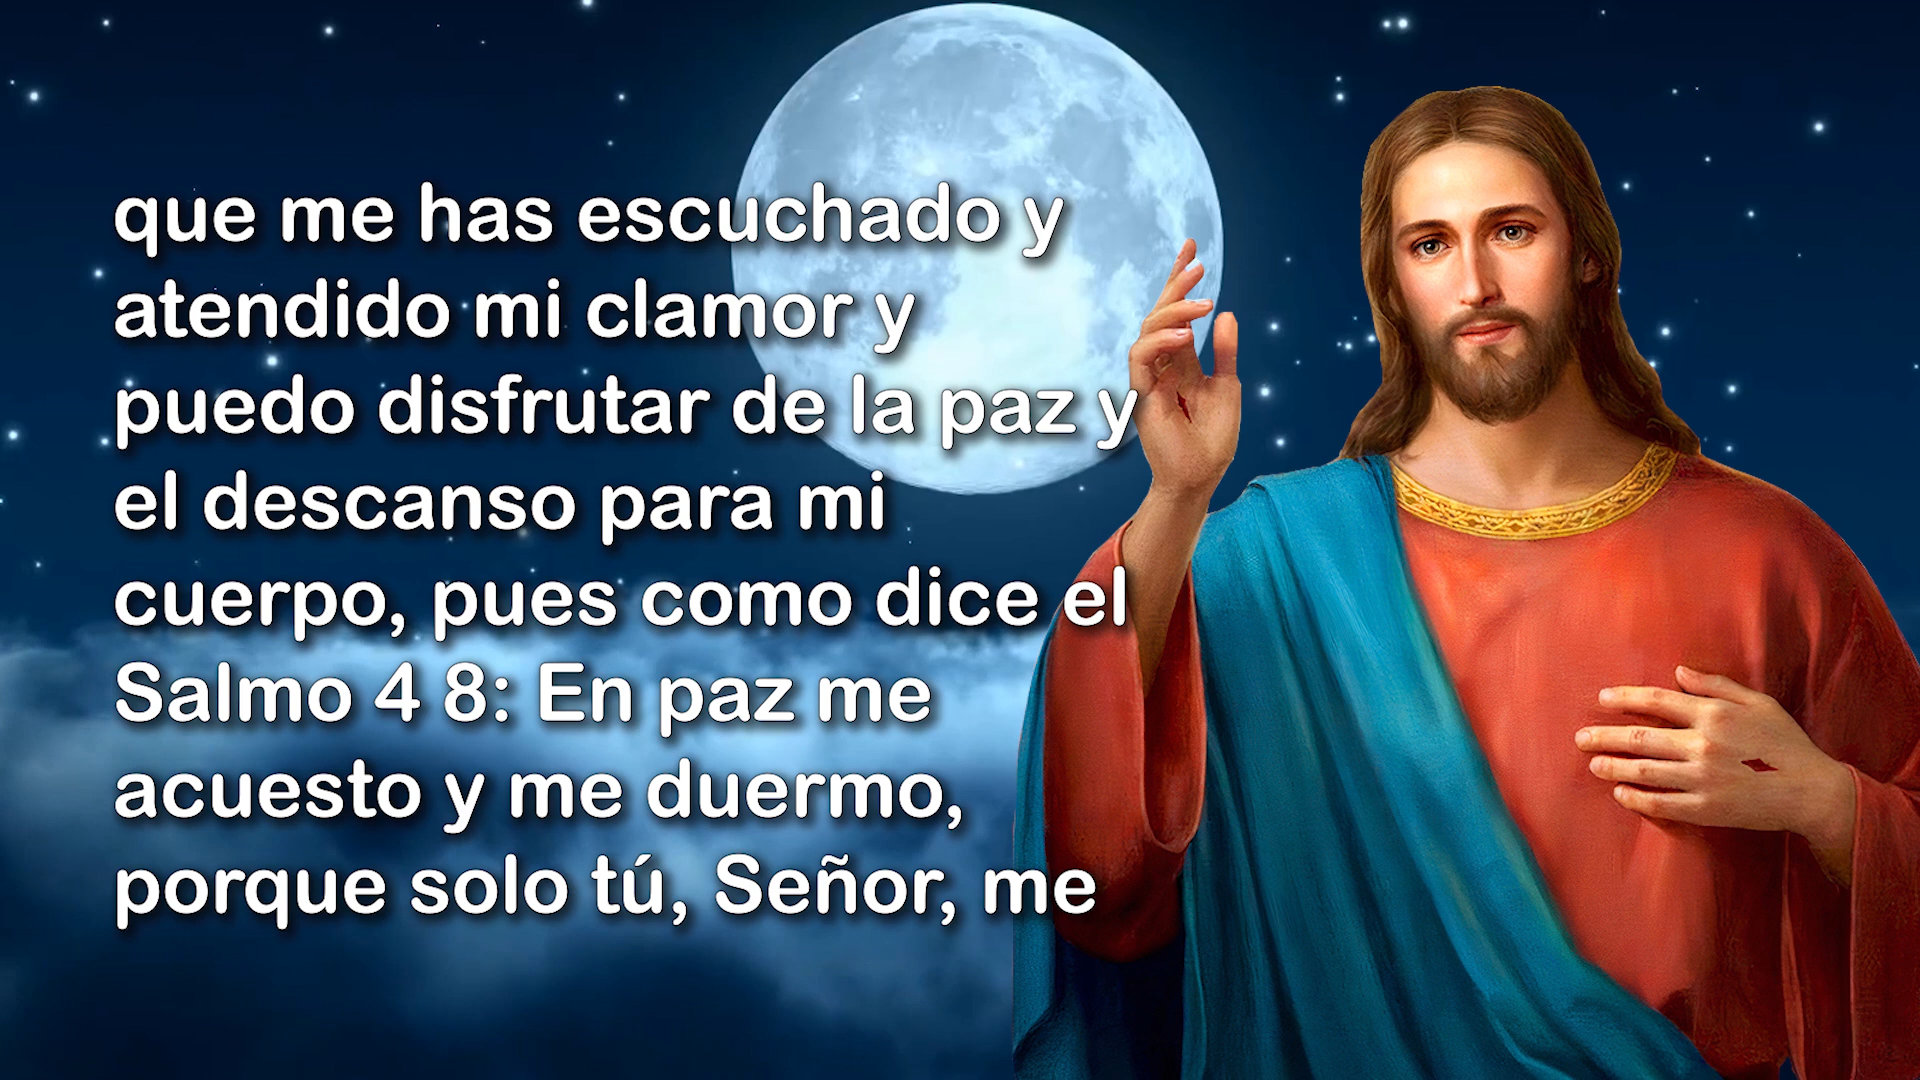 que me has escuchado y
atendido mi clamor y
puedo disfrutar de la paz y
el descanso para mi
cuerpo, pues como dice el
Salmo 4 8: En paz me
acuesto y me duermo,
porque solo tú, Señor, me